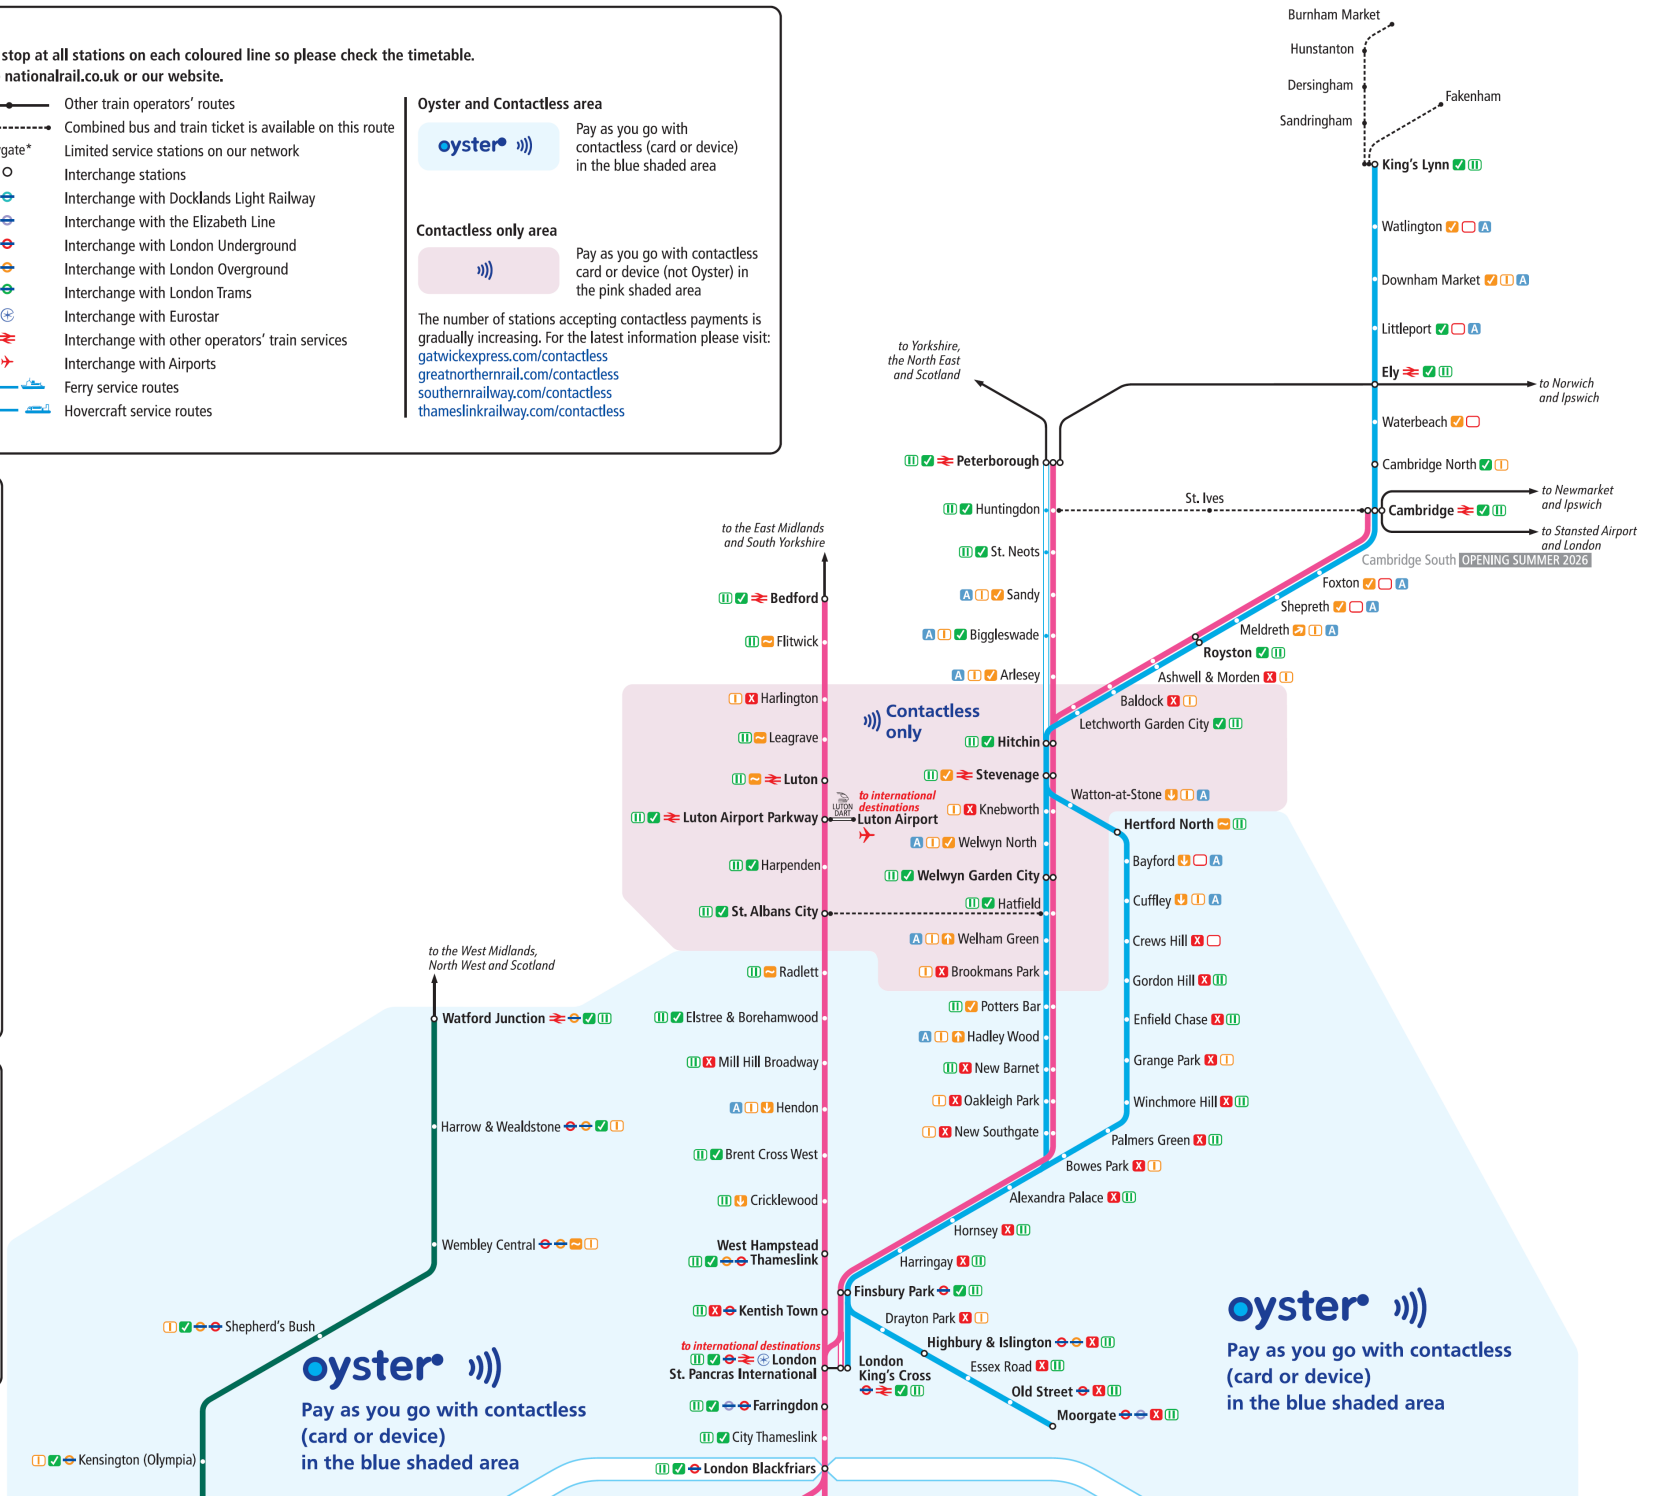 stop at all stations on each coloured line so please check the timetable.
nationalrail.co.uk or our website.
Other train operators' routes
Combined bus and train ticket is available on this route
gate*
Limited service stations on our network
Interchange stations
Interchange with Docklands Light Railway
Interchange with the Elizabeth Line
Interchange with London Underground
Interchange with London Overground
Interchange with London Trams
Interchange with Eurostar
Interchange with other operators' train services
Interchange with Airports
Ferry service routes
Hovercraft service routes
Oyster and Contactless area
oyster
Pay as you go with
contactless (card or device)
in the blue shaded area
Contactless only area
Pay as you go with contactless
card or device (not Oyster) in
the pink shaded area
The number of stations accepting contactless payments is
gradually increasing. For the latest information please visit:
gatwickexpress.com/contactless
greatnorthernrail.com/contactless
southernrailway.com/contactless
thameslinkrailway.com/contactless
Burnham Market
Hunstanton
Dersingham
Fakenham
Sandringham
King's Lynn
Watlington A
Downham Market A
Littleport A
Ely
to Norwich
and Ipswich
Waterbeach
Cambridge North
to Newmarket
and Ipswich
Cambridge
to Stansted Airport
and London
Cambridge South OPENING SUMMER 2026
Foxton A
Shepreth A
Meldreth A
Royston
Ashwell & Morden X
Baldock X
Letchworth Garden City
to Yorkshire,
the North East
and Scotland
Peterborough
St. Ives
Huntingdon
St. Neots
A Sandy
A Biggleswade
A Arlesey
Contactless
only
Hitchin
Stevenage
Watton-at-Stone A
X Knebworth
Hertford North
A Welwyn North
Bayford A
Welwyn Garden City
Cuffley A
Hatfield
A Welham Green
Crews Hill X
X Brookmans Park
Gordon Hill X
Potters Bar
Enfield Chase X
A Hadley Wood
Grange Park X
X New Barnet
Winchmore Hill X
X Oakleigh Park
X New Southgate
Palmers Green X
Bowes Park X
Alexandra Palace X
Hornsey X
Harringay X
Finsbury Park
Drayton Park X
Highbury & Islington X
Essex Road X
Old Street X
Moorgate X
London
King's Cross
to the East Midlands
and South Yorkshire
Bedford
Flitwick
X Harlington
Leagrave
Luton
to international
destinations
LUTON
DART
Luton Airport Parkway
Luton Airport
Harpenden
St. Albans City
Radlett
Elstree & Borehamwood
X Mill Hill Broadway
A Hendon
Brent Cross West
Cricklewood
West Hampstead
Thameslink
X Kentish Town
to international destinations
London
St. Pancras International
Farringdon
City Thameslink
London Blackfriars
to the West Midlands,
North West and Scotland
Watford Junction
Harrow & Wealdstone
Wembley Central
Shepherd's Bush
Kensington (Olympia)
oyster
Pay as you go with contactless
(card or device)
in the blue shaded area
oyster
Pay as you go with contactless
(card or device)
in the blue shaded area